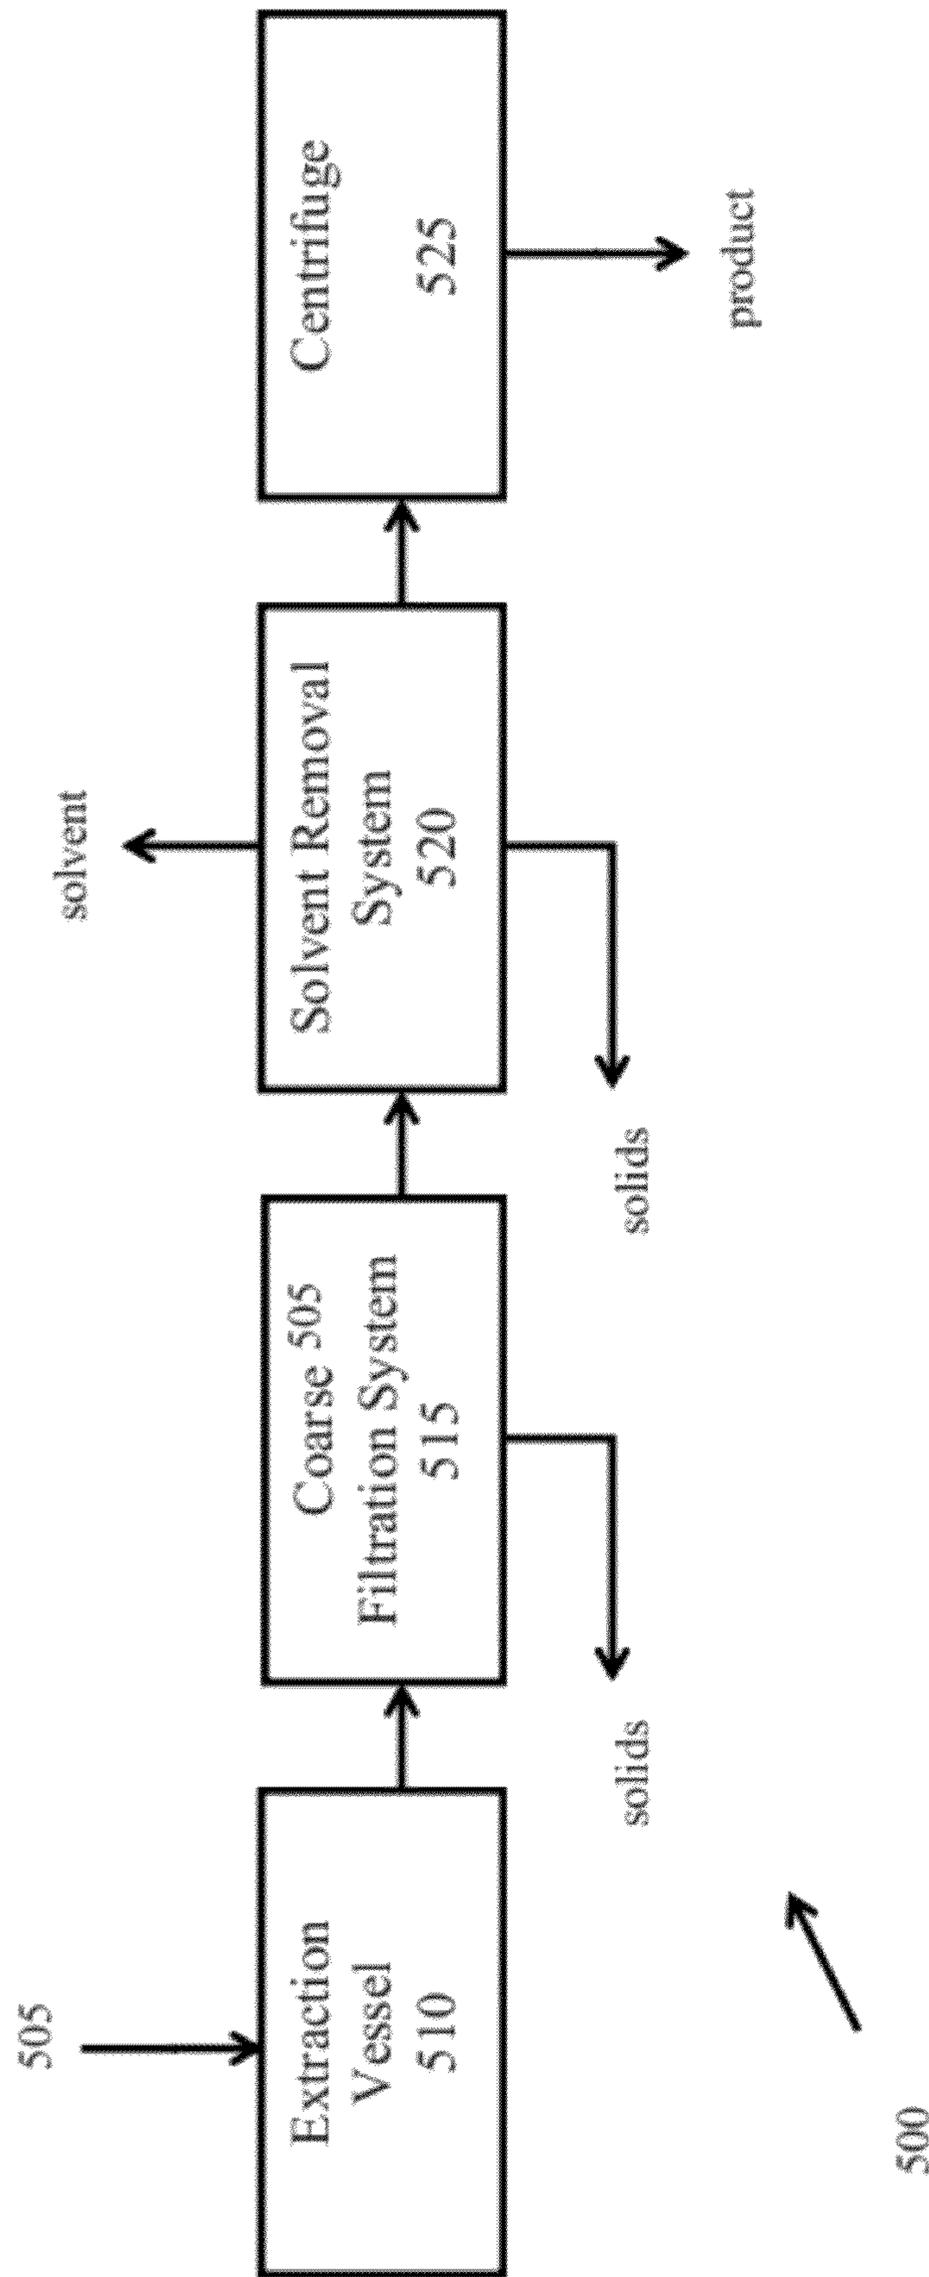 505
Extraction
Vessel
510
Coarse 505
Filtration System
515
solids
solvent
Solvent Removal
System
520
solids
Centrifuge
525
product
500